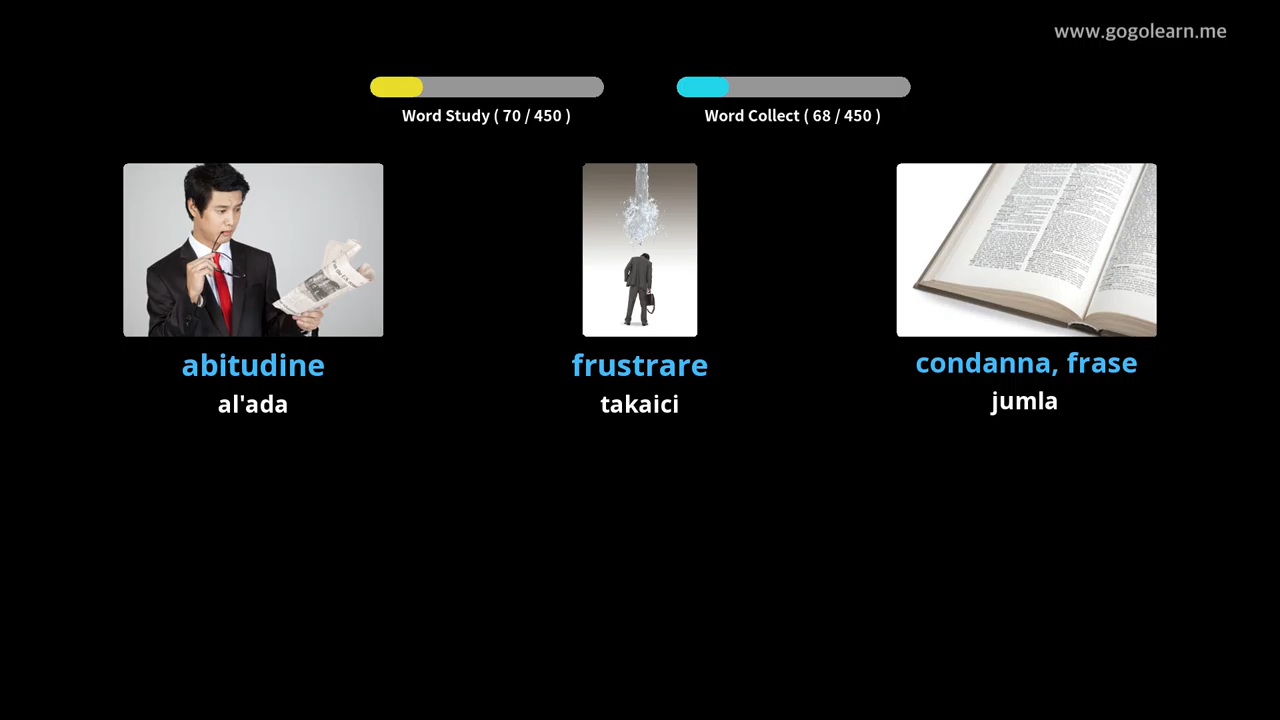 www.gogolearn.me
Word Study ( 70 / 450 )
Word Collect ( 68 / 450 )
abitudine
al'ada
frustrare
takaici
condanna, frase
jumla